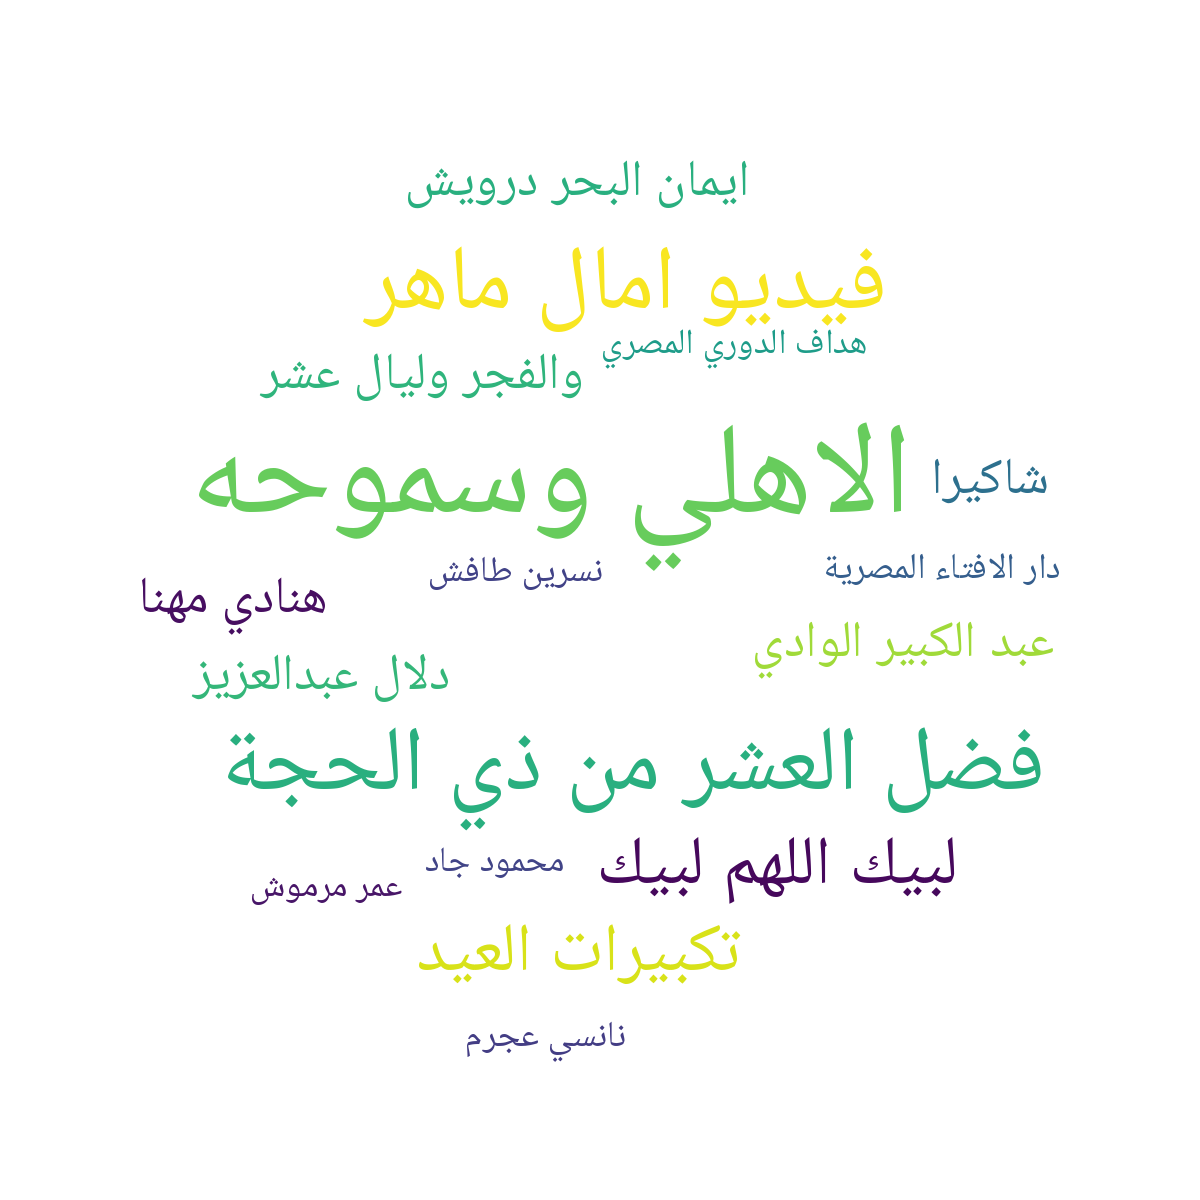 ايمان البحر درويش
فيديو امال ماهر
هداف الدوري المصري
والفجر وليال عشر
الاهلي وسموحه
شاكيرا
دار الافتاء المصرية
نسرين طافش
هنادي مهنا
عبد الكبير الوادي
دلال عبدالعزيز
فضل العشر من ذي الحجة
لبيك اللهم لبيك
محمود جاد
عمر مرموش
تكبيرات العيد
نانسي عجرم